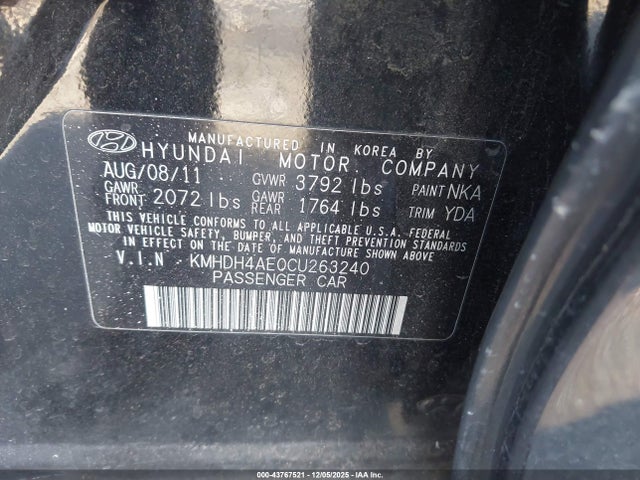 MANUFACTURED IN KOREA BY
HYUNDAI MOTOR COMPANY
AUG/08/11 GVWR 3792 lbs PAINT NKA
GAWR FRONT 2072 lbs GAWR REAR 1764 lbs TRIM YDA
THIS VEHICLE CONFORMS TO ALL APPLICABLE U.S.A. FEDERAL
MOTOR VEHICLE SAFETY, BUMPER, AND THEFT PREVENTION STANDARDS
IN EFFECT ON THE DATE OF MANUFACTURE SHOWN ABOVE
V.I.N KMHDH4AE0CU263240
PASSENGER CAR
000-43767521 - 12/05/2025 - IAA Inc.